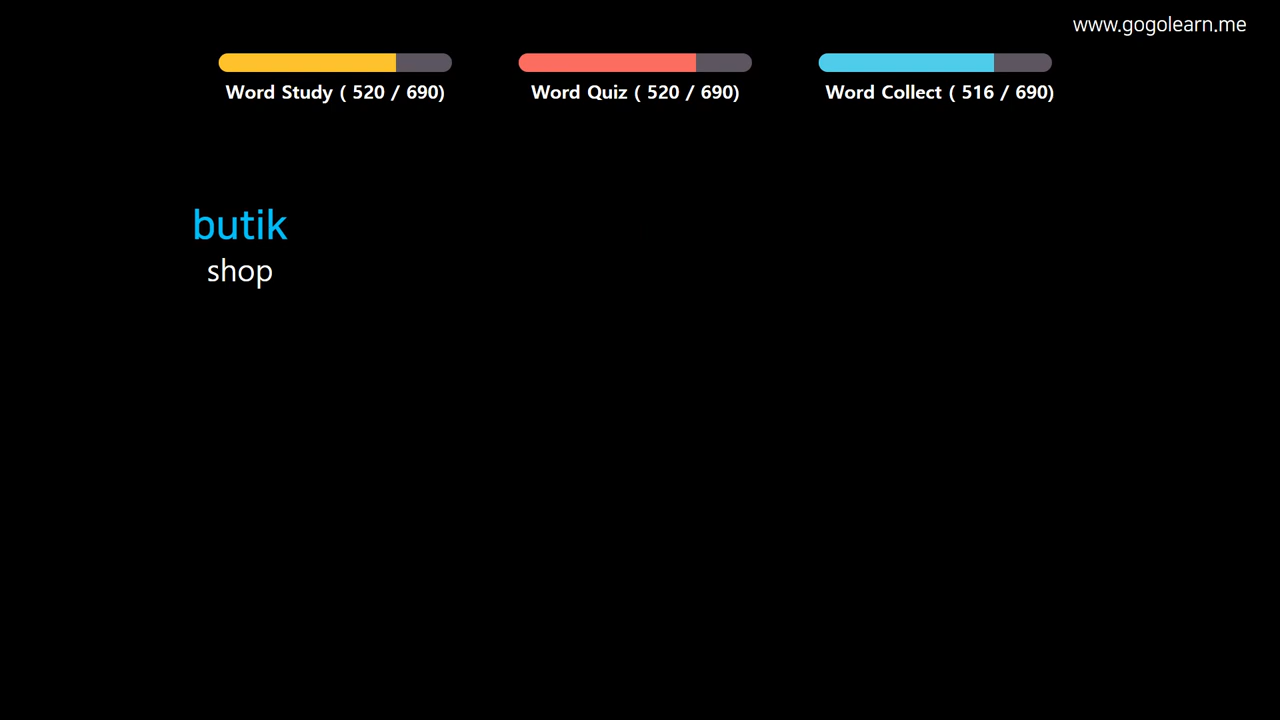 www.gogolearn.me
Word Study ( 520 / 690)
Word Quiz ( 520 / 690)
Word Collect ( 516 / 690)
butik
shop